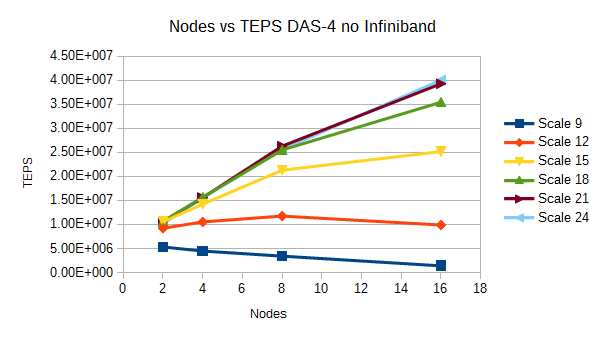 Nodes vs TEPS DAS-4 no Infiniband
4.50E+007
4.00E+007
3.50E+007
3.00E+007
2.50E+007
2.00E+007
1.50E+007
1.00E+007
5.00E+006
0.00E+000
TEPS
0 2 4 6 8 10 12 14 16 18
Nodes
Scale 9
Scale 12
Scale 15
Scale 18
Scale 21
Scale 24